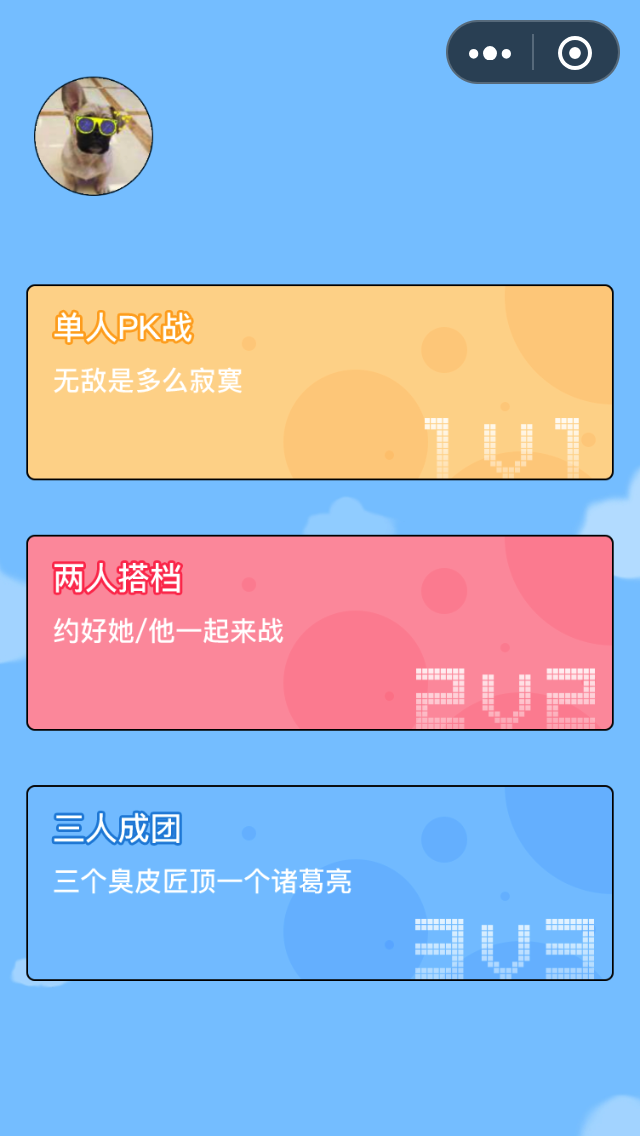 单人PK战
无敌是多么寂寞
1V1
两人搭档
约好她/他一起来战
2V2
三人成团
三个臭皮匠顶一个诸葛亮
3V3